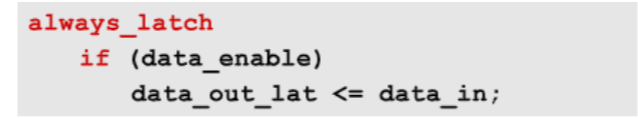 always_latch
if (data_enable)
data_out_lat <= data_in;